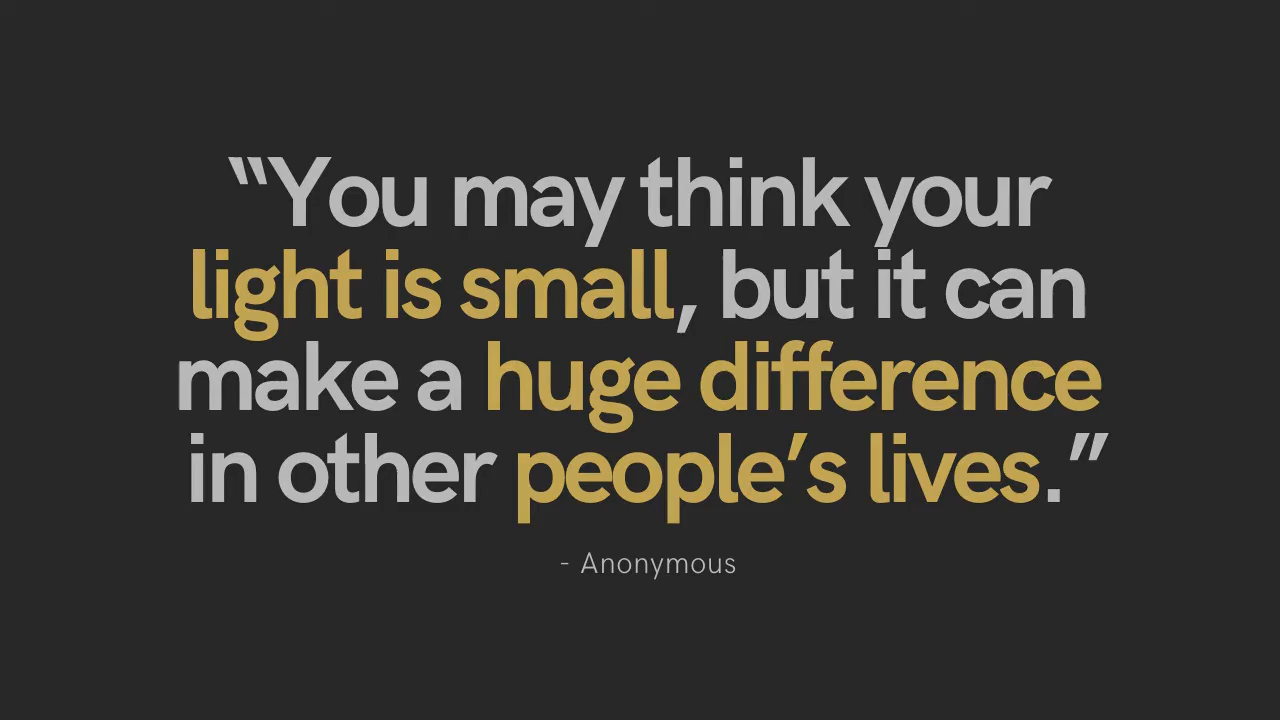 “You may think your
light is small, but it can
make a huge difference
in other people’s lives.”
- Anonymous